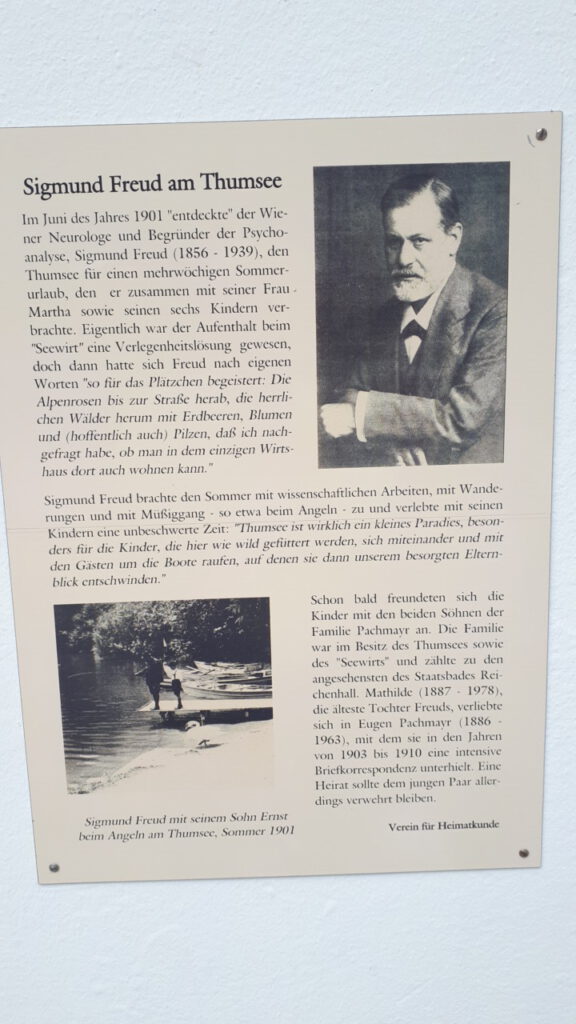 Sigmund Freud am Thumsee
Im Juni des Jahres 1901 "entdeckte" der Wie-
ner Neurologe und Begründer der Psycho-
analyse, Sigmund Freud (1856 - 1939), den
Thumsee für einen mehrwöchigen Sommer-
urlaub, den er zusammen mit seiner Frau
Martha sowie seinen sechs Kindern ver-
brachte. Eigentlich war der Aufenthalt beim
"Seewirt" eine Verlegenheitslösung gewesen,
doch dann hatte sich Freud nach eigenen
Worten "so für das Plätzchen begeistert: Die
Alpenrosen bis zur Straße herab, die herrli-
chen Wälder herum mit Erdbeeren, Blumen
und (hoffentlich auch) Pilzen, daß ich nach-
gefragt habe, ob man in dem einzigen Wirts-
haus dort auch wohnen kann."
Sigmund Freud brachte den Sommer mit wissenschaftlichen Arbeiten, mit Wande-
rungen und mit Müßiggang - so etwa beim Angeln - zu und verlebte mit seinen
Kindern eine unbeschwerte Zeit: "Thumsee ist wirklich ein kleines Paradies, beson-
ders für die Kinder, die hier wie wild gefüttert werden, sich miteinander und mit
den Gästen um die Boote raufen, auf denen sie dann unserem besorgten Eltern-
blick entschwinden."
Schon bald freundeten sich die
Kinder mit den beiden Söhnen der
Familie Pachmayr an. Die Familie
war im Besitz des Thumsees sowie
des "Seewirts" und zählte zu den
angesehensten des Staatsbades Rei-
chenhall. Mathilde (1887 - 1978),
die älteste Tochter Freuds, verliebte
sich in Eugen Pachmayr (1886 -
1963), mit dem sie in den Jahren
von 1903 bis 1910 eine intensive
Briefkorrespondenz unterhielt. Eine
Heirat sollte dem jungen Paar aller-
dings verwehrt bleiben.
Sigmund Freud mit seinem Sohn Ernst
beim Angeln am Thumsee, Sommer 1901
Verein für Heimatkunde